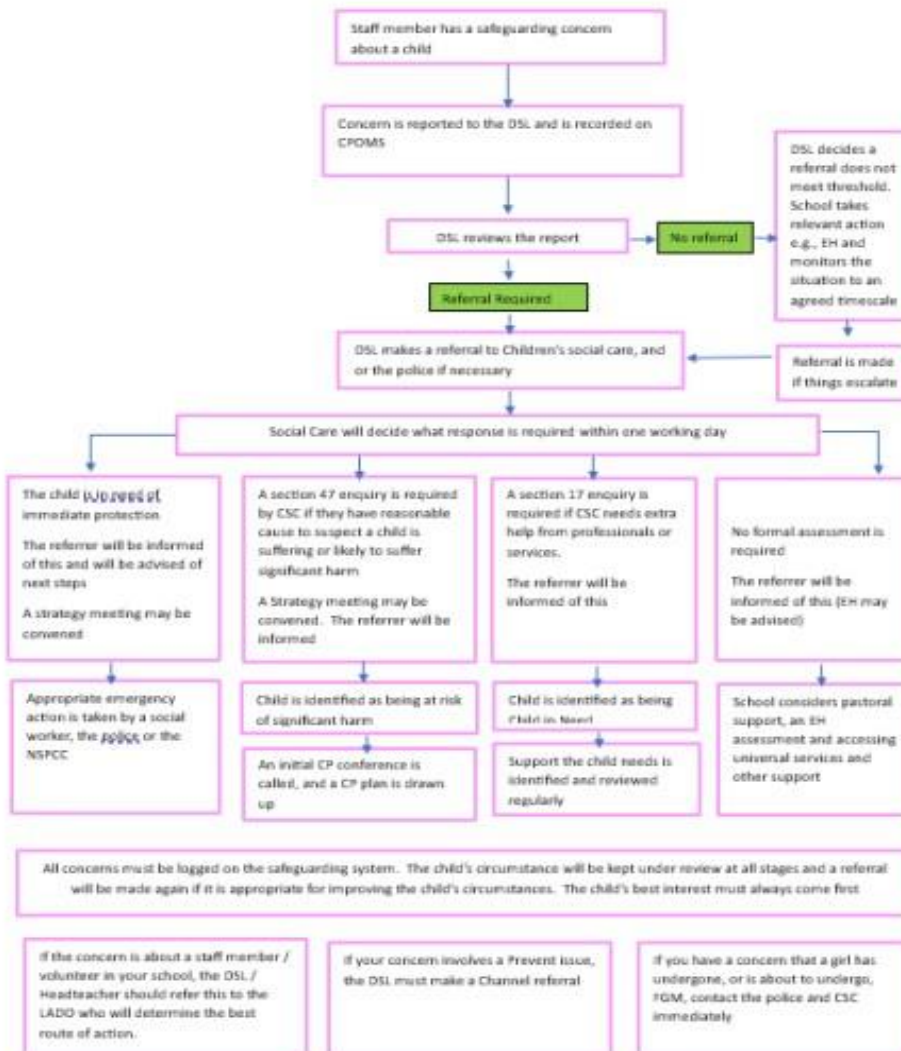 Staff member has a safeguarding concern
about a child
Concern is reported to the DSL and is recorded on
CPOMS
DSL reviews the report
No referral
DSL decides a
referral does not
meet threshold.
School takes
relevant action
e.g., EH and
monitors the
situation to an
agreed timescale
Referral Required
DSL makes a referral to Children's social care, and
or the police if necessary
Referral is made
if things escalate
Social Care will decide what response is required within one working day
The child is in need of
immediate protection
The referrer will be informed
of this and will be advised of
next steps
A strategy meeting may be
convened
A section 47 enquiry is required
by CSC if they have reasonable
cause to suspect a child is
suffering or likely to suffer
significant harm
A Strategy meeting may be
convened. The referrer will be
informed
A section 17 enquiry is
required if CSC needs extra
help from professionals or
services.
The referrer will be
informed of this
No formal assessment is
required
The referrer will be
informed of this (EH may
be advised)
Appropriate emergency
action is taken by a social
worker, the police or the
NSPCC
Child is identified as being at risk
of significant harm
An initial CP conference is
called, and a CP plan is drawn
up
Child is identified as being
Child in Need
Support the child needs is
identified and reviewed
regularly
School considers pastoral
support, an EH
assessment and accessing
universal services and
other support
All concerns must be logged on the safeguarding system. The child's circumstance will be kept under review at all stages and a referral
will be made again if it is appropriate for improving the child's circumstances. The child's best interest must always come first
If the concern is about a staff member /
volunteer in your school, the DSL /
Headteacher should refer this to the
LADO who will determine the best
route of action.
If your concern involves a Prevent issue,
the DSL must make a Channel referral
If you have a concern that a girl has
undergone, or is about to undergo,
FGM, contact the police and CSC
immediately